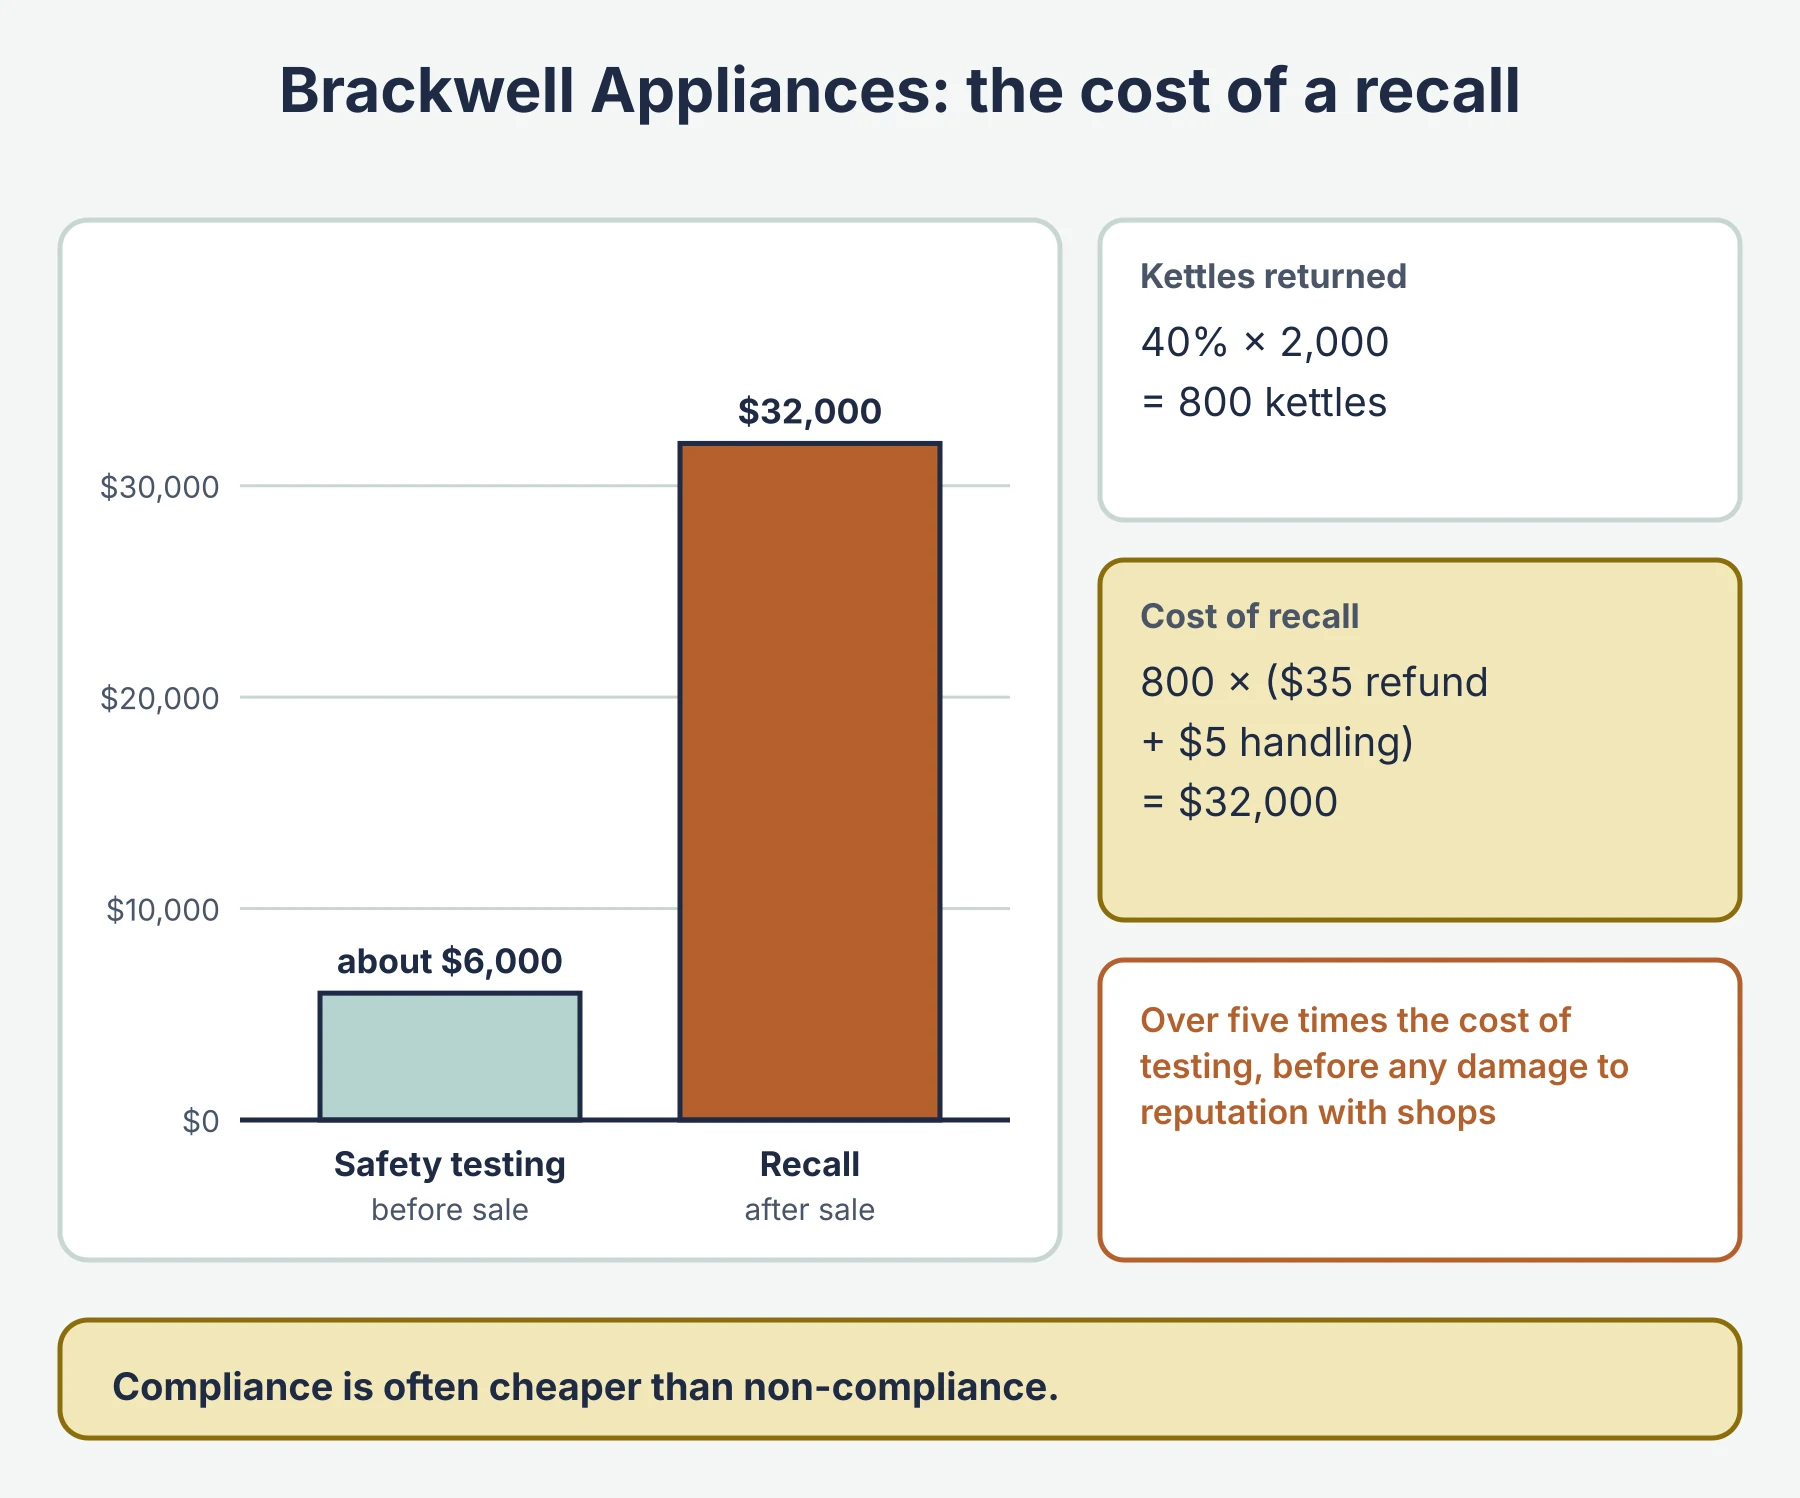 Brackwell Appliances: the cost of a recall
$32,000
$30,000
$20,000
$10,000
about $6,000
$0
Safety testing
before sale
Recall
after sale
Kettles returned
40% × 2,000
= 800 kettles
Cost of recall
800 × ($35 refund
+ $5 handling)
= $32,000
Over five times the cost of
testing, before any damage to
reputation with shops
Compliance is often cheaper than non-compliance.